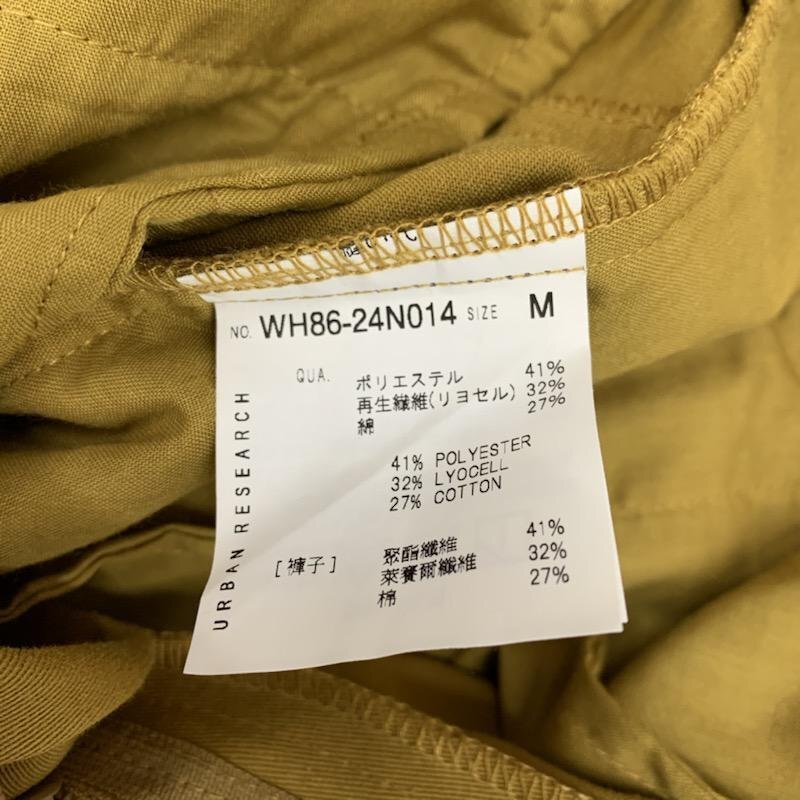 NO. WH86-24N014 SIZE M
QUA. ポリエステル 41%
再生繊維(リヨセル) 32%
綿 27%
41% POLYESTER
32% LYOCELL
27% COTTON
[褲子] 聚酯纖維 41%
萊賽爾纖維 32%
棉 27%
URBAN RESEARCH